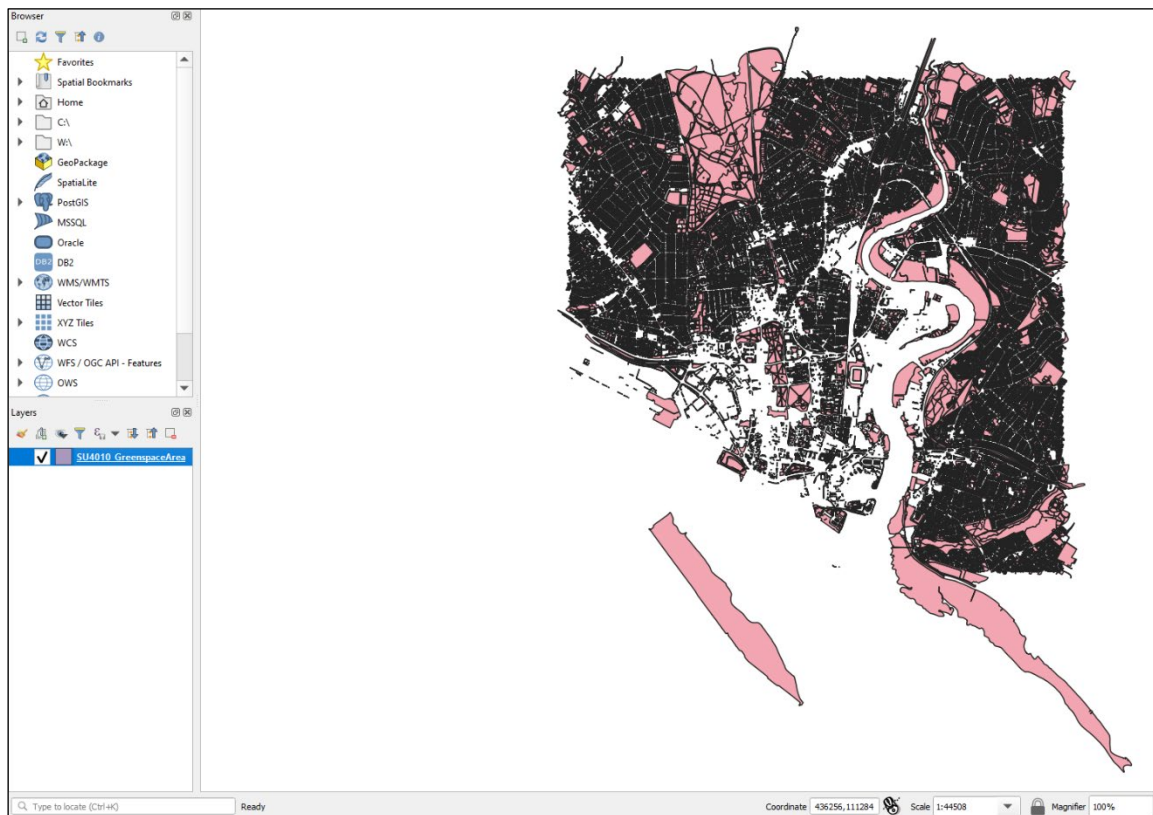 Browser
Favorites
Spatial Bookmarks
Home
C:\
W:\
GeoPackage
SpatiaLite
PostGIS
MSSQL
Oracle
DB2 DB2
WMS/WMTS
Vector Tiles
XYZ Tiles
WCS
WFS / OGC API - Features
OWS
Layers
SU4010_GreenspaceArea
Type to locate (Ctrl+K) Ready Coordinate 436256,111284 Scale 1:44508 Magnifier 100%